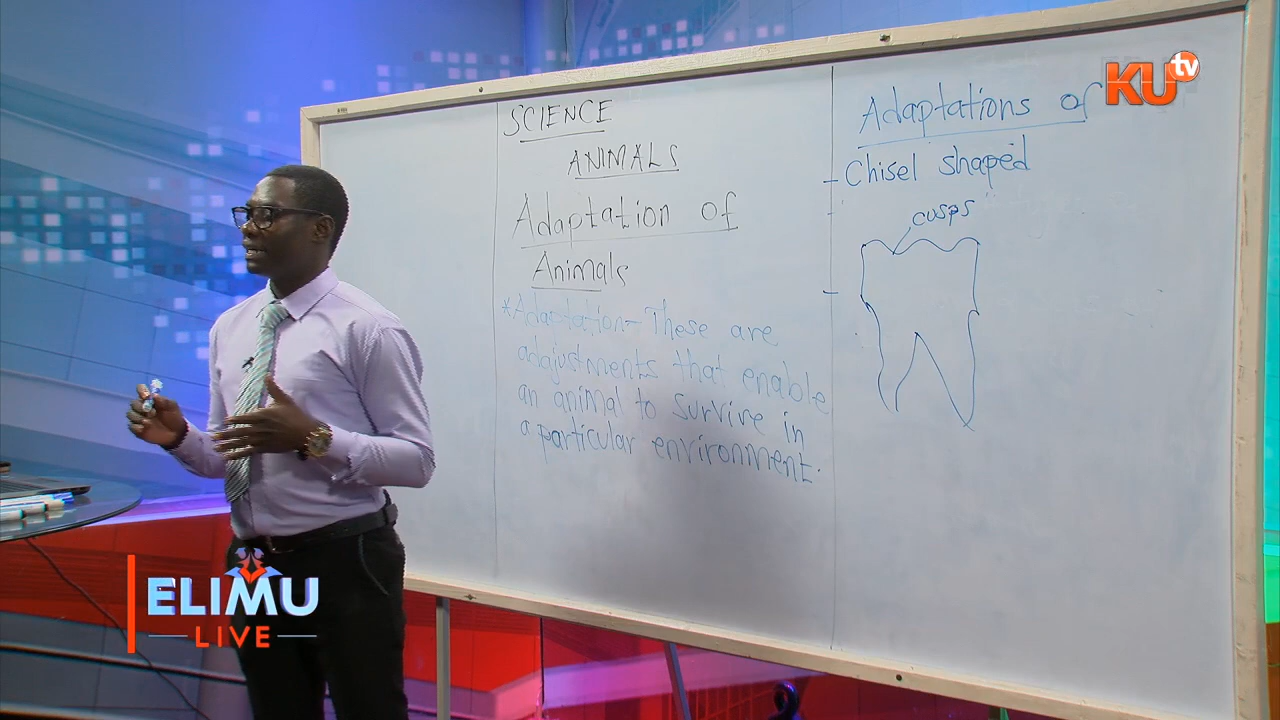 SCIENCE
ANIMALS
Adaptation of
Animals
*Adaptation - These are
adajustments that enable
an animal to survive in
a particular environment.
Adaptations of
- Chisel shaped
cusps
KU tv
ELIMU
LIVE